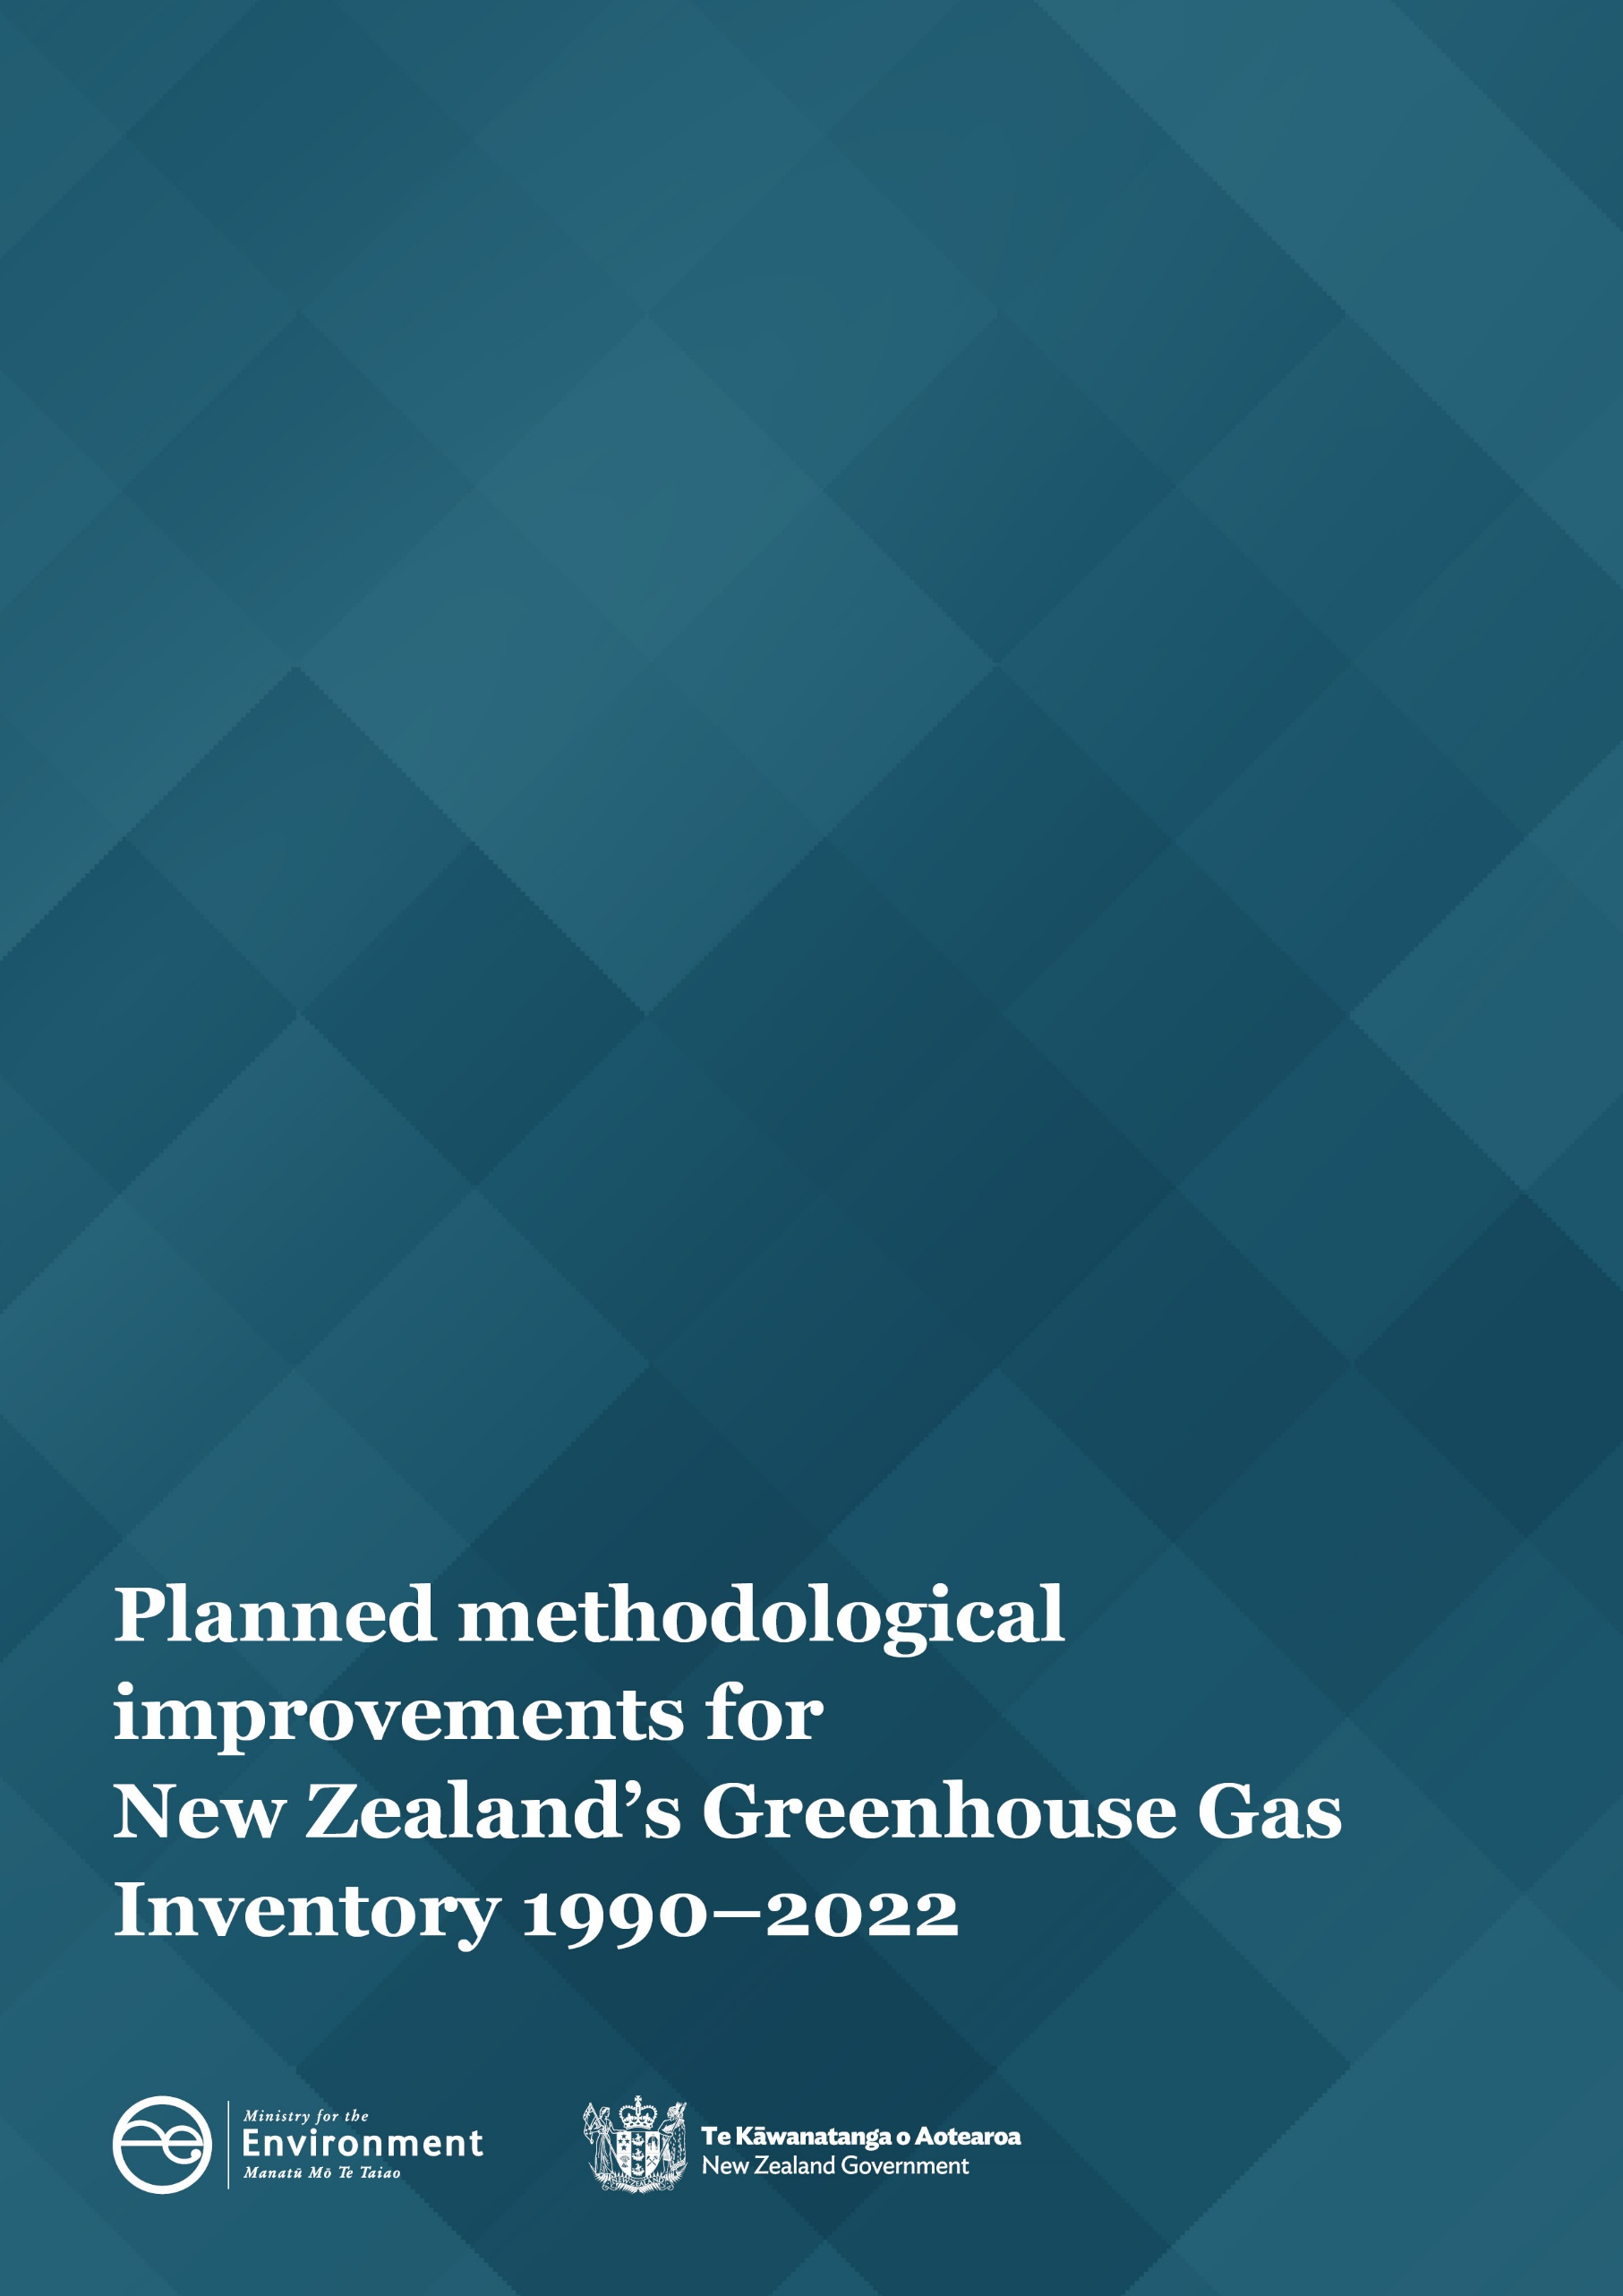 Planned methodological
improvements for
New Zealand’s Greenhouse Gas
Inventory 1990–2022
Ministry for the
Environment
Manatū Mō Te Taiao
Te Kāwanatanga o Aotearoa
New Zealand Government